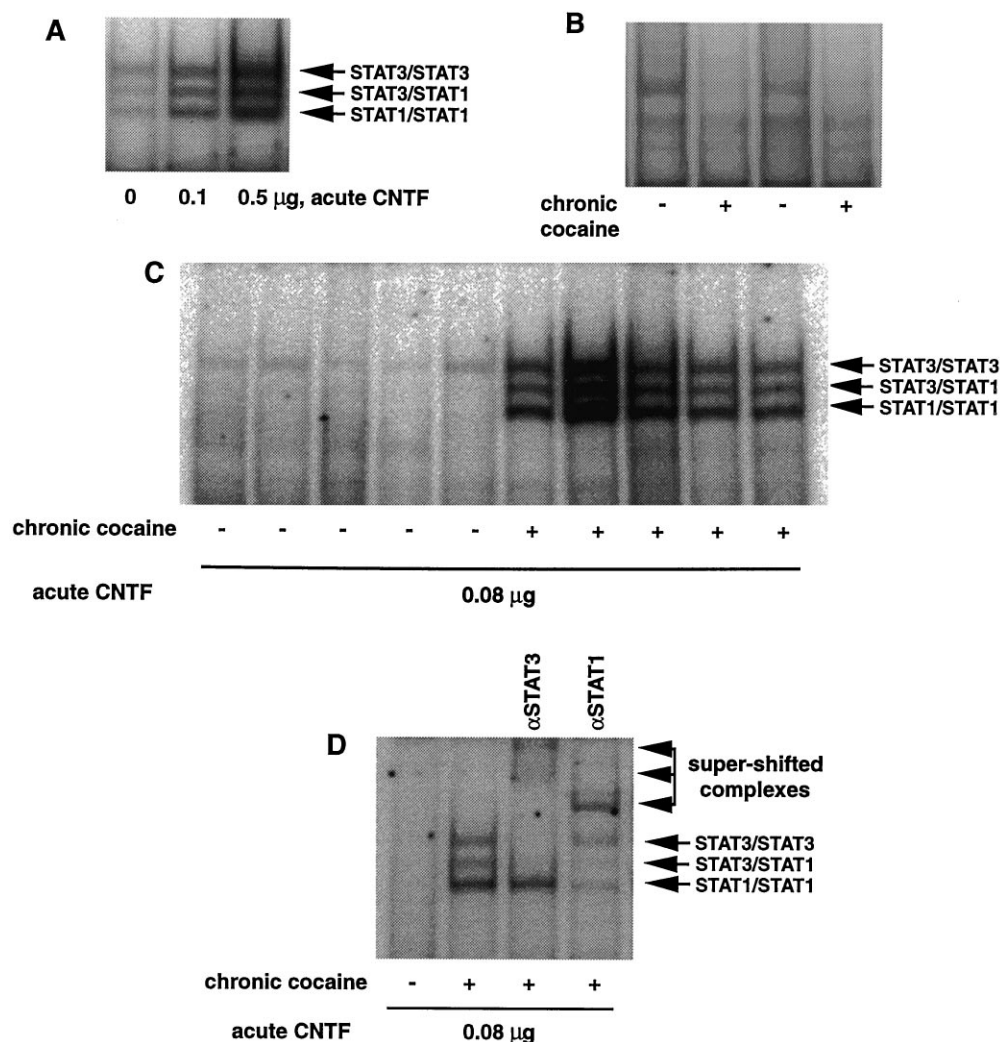 A
STAT3/STAT3
STAT3/STAT1
STAT1/STAT1
0 0.1 0.5 μg, acute CNTF
B
chronic cocaine - + - +
C
STAT3/STAT3
STAT3/STAT1
STAT1/STAT1
chronic cocaine - - - - - + + + + +
acute CNTF 0.08 μg
D
αSTAT3 αSTAT1
super-shifted
complexes
STAT3/STAT3
STAT3/STAT1
STAT1/STAT1
chronic cocaine - + + +
acute CNTF 0.08 μg